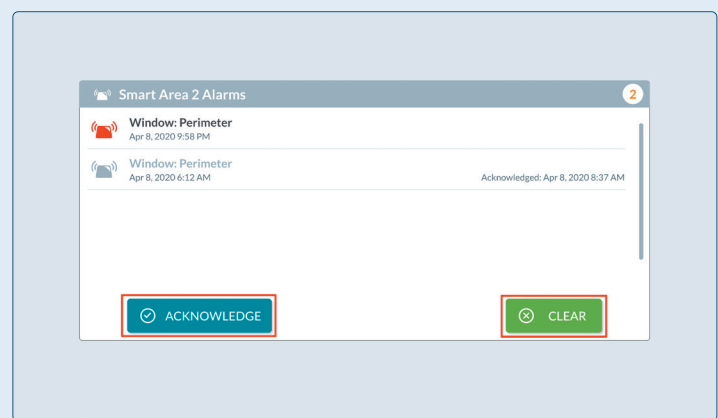 Smart Area 2 Alarms
2
Window: Perimeter
Apr 8, 2020 9:58 PM
Window: Perimeter
Apr 8, 2020 6:12 AM
Acknowledged: Apr 8, 2020 8:37 AM
ACKNOWLEDGE
CLEAR